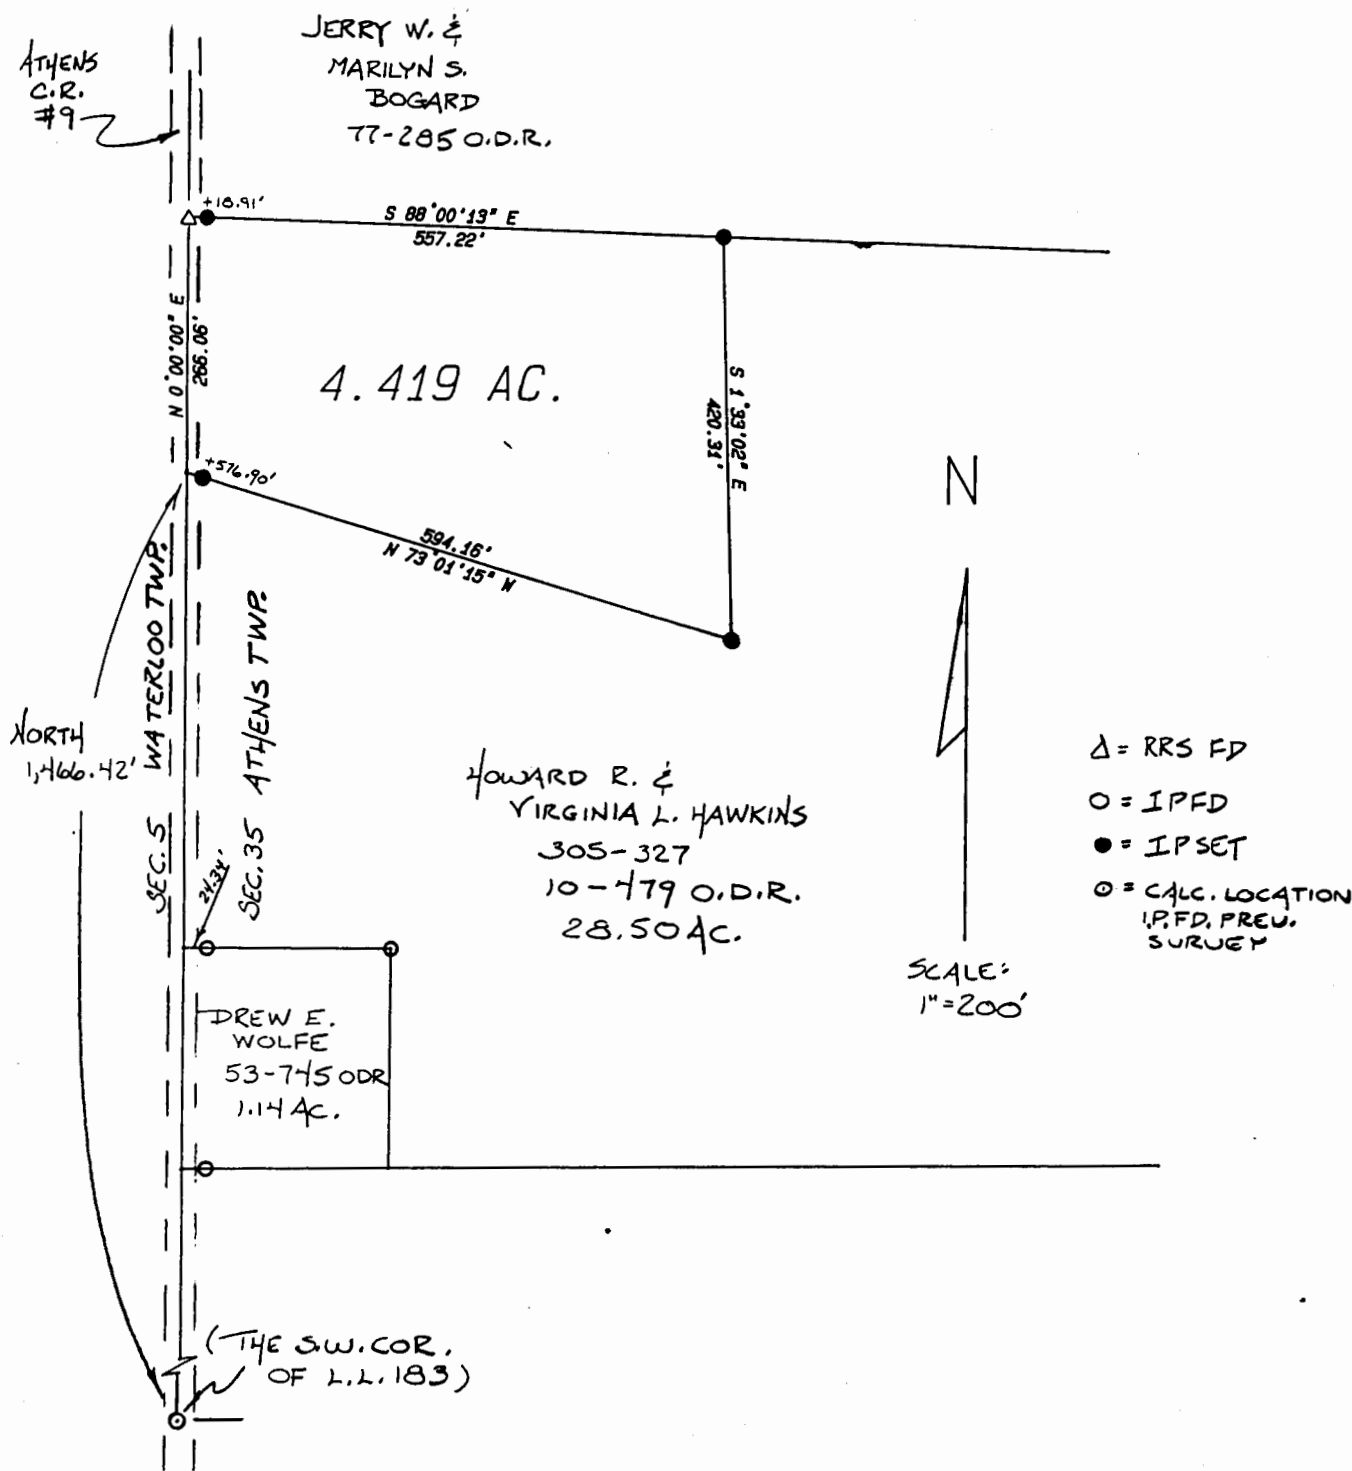 JERRY W. &
MARILYN S.
BOGARD
77-285 O.D.R.
ATHENS
C.R.
#9
+18.91'
S 88°00'13" E
557.22'
N 0°00'00" E
266.06'
4.419 AC.
S 1°33'02" E
420.31'
+576.90'
594.16'
N 73°01'15" W
N
WATERLOO TWP.
SEC. 5
ATHENS TWP.
SEC. 35
NORTH
1,466.42'
24.34'
HOWARD R. &
VIRGINIA L. HAWKINS
305-327
10-479 O.D.R.
28.50 AC.
Δ = RRS FD
O = IPFD
● = IPSET
⊙ = CALC. LOCATION
I.P. FD. PREV.
SURVEY
SCALE:
1"=200'
DREW E.
WOLFE
53-745 ODR
1.14 AC.
(THE S.W. COR.
OF L.L. 183)